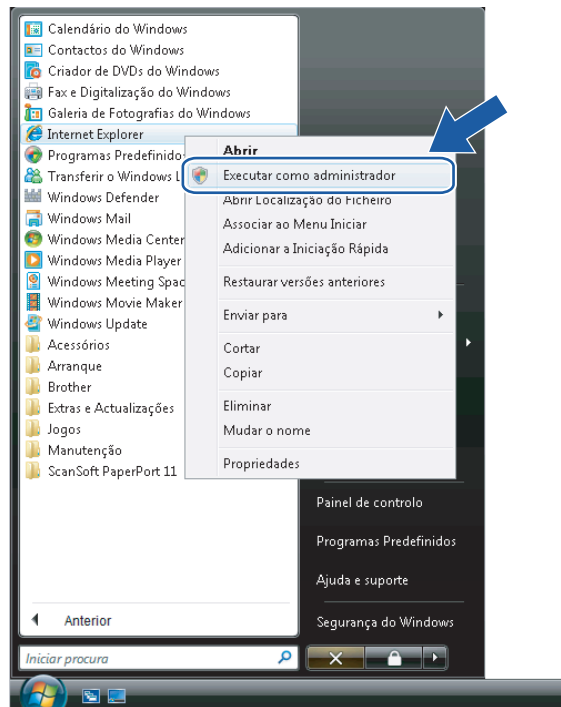 Calendário do Windows
Contactos do Windows
Criador de DVDs do Windows
Fax e Digitalização do Windows
Galeria de Fotografias do Windows
Internet Explorer
Programas Predefinido
Transferir o Windows L
Windows Defender
Windows Mail
Windows Media Center
Windows Media Player
Windows Meeting Spac
Windows Movie Maker
Windows Update
Acessórios
Arranque
Brother
Extras e Actualizações
Jogos
Manutenção
ScanSoft PaperPort 11
Anterior
Iniciar procura
Abrir
Executar como administrador
Abrir Localização do Ficheiro
Associar ao Menu Iniciar
Adicionar a Iniciação Rápida
Restaurar versões anteriores
Enviar para
Cortar
Copiar
Eliminar
Mudar o nome
Propriedades
Painel de controlo
Programas Predefinidos
Ajuda e suporte
Segurança do Windows